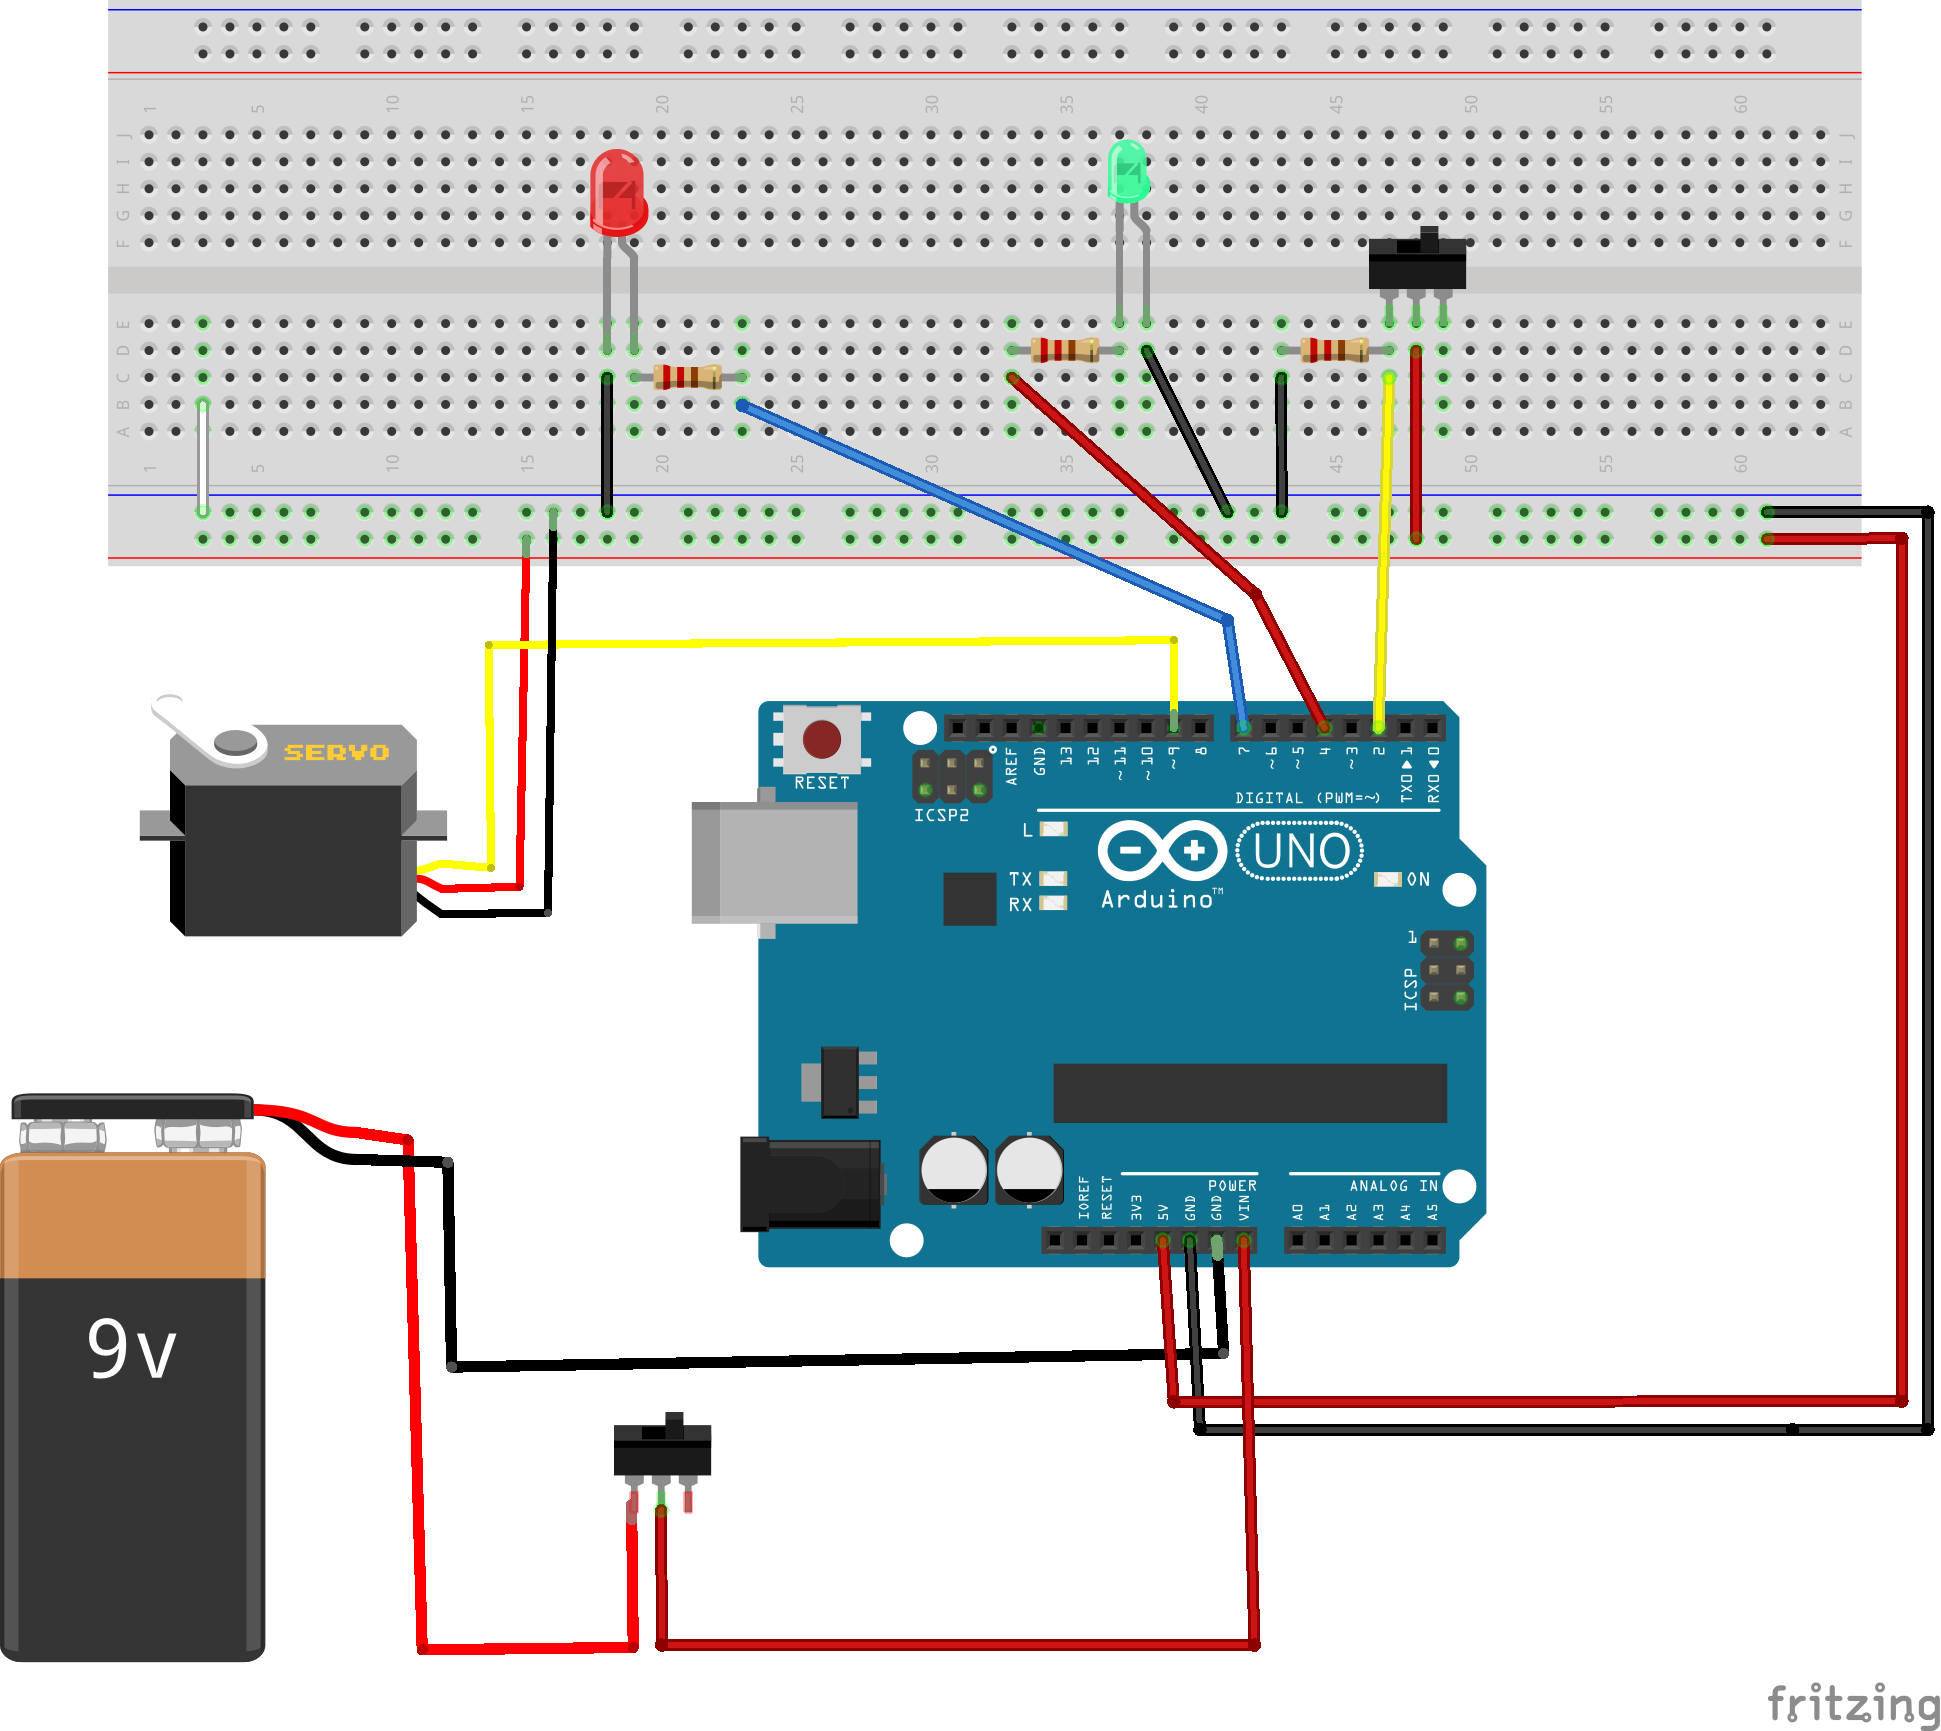 1 5 10 15 20 25 30 35 40 45 50 55 60
J J
I I
H H
G G
F F
E E
D D
C C
B B
A A
1 5 10 15 20 25 30 35 40 45 50 55 60
SERVO
RESET
ICSP2
AREF GND 13 12 ~11 ~10 ~9 8 7 ~6 ~5 4 ~3 2 TX0▶1 RX0◀0
DIGITAL (PWM=~)
L
TX
RX
UNO
Arduino™
ON
1
ICSP
POWER
ANALOG IN
IOREF RESET 3V3 5V GND GND VIN A0 A1 A2 A3 A4 A5
9v
fritzing